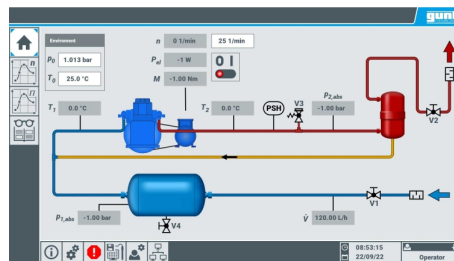 gunt
Environment
n 0 1/min 25 1/min
p0 1.013 bar
Pel -1 W
0 I
T0 25.0 °C
M -1.00 Nm
p2,abs
T1 0.0 °C
T2 0.0 °C
PSH
V3
-1.00 bar
V2
V1
p1,abs -1.00 bar
V4
V̇ 120.00 L/h
08:53:15
22/09/22
Operator